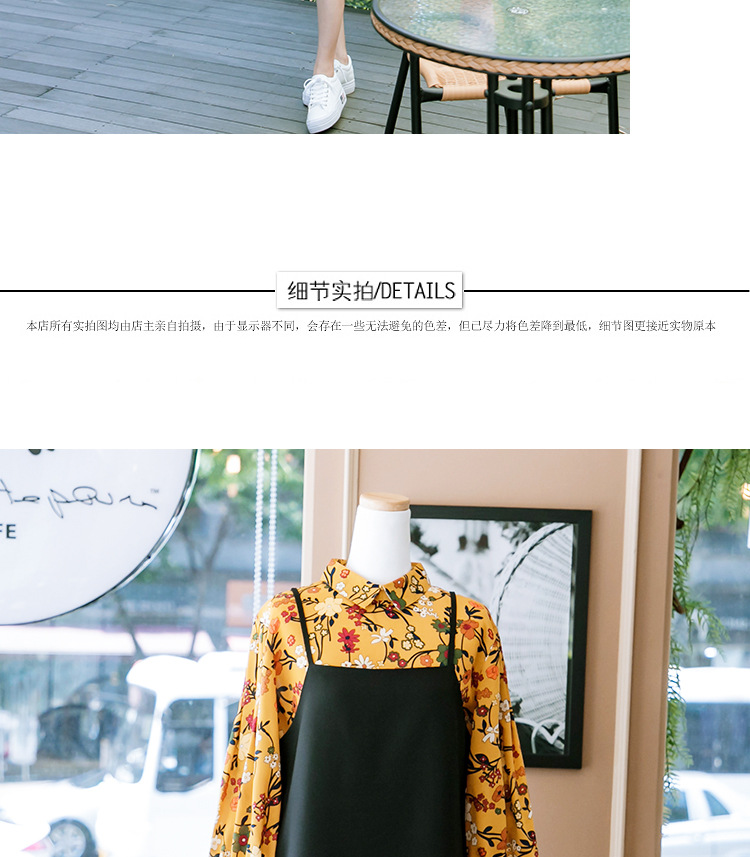 细节实拍/DETAILS
本店所有实拍图均由店主亲自拍摄，由于显示器不同，会存在一些无法避免的色差，但已尽力将色差降到最低，细节图更接近实物原本
FE